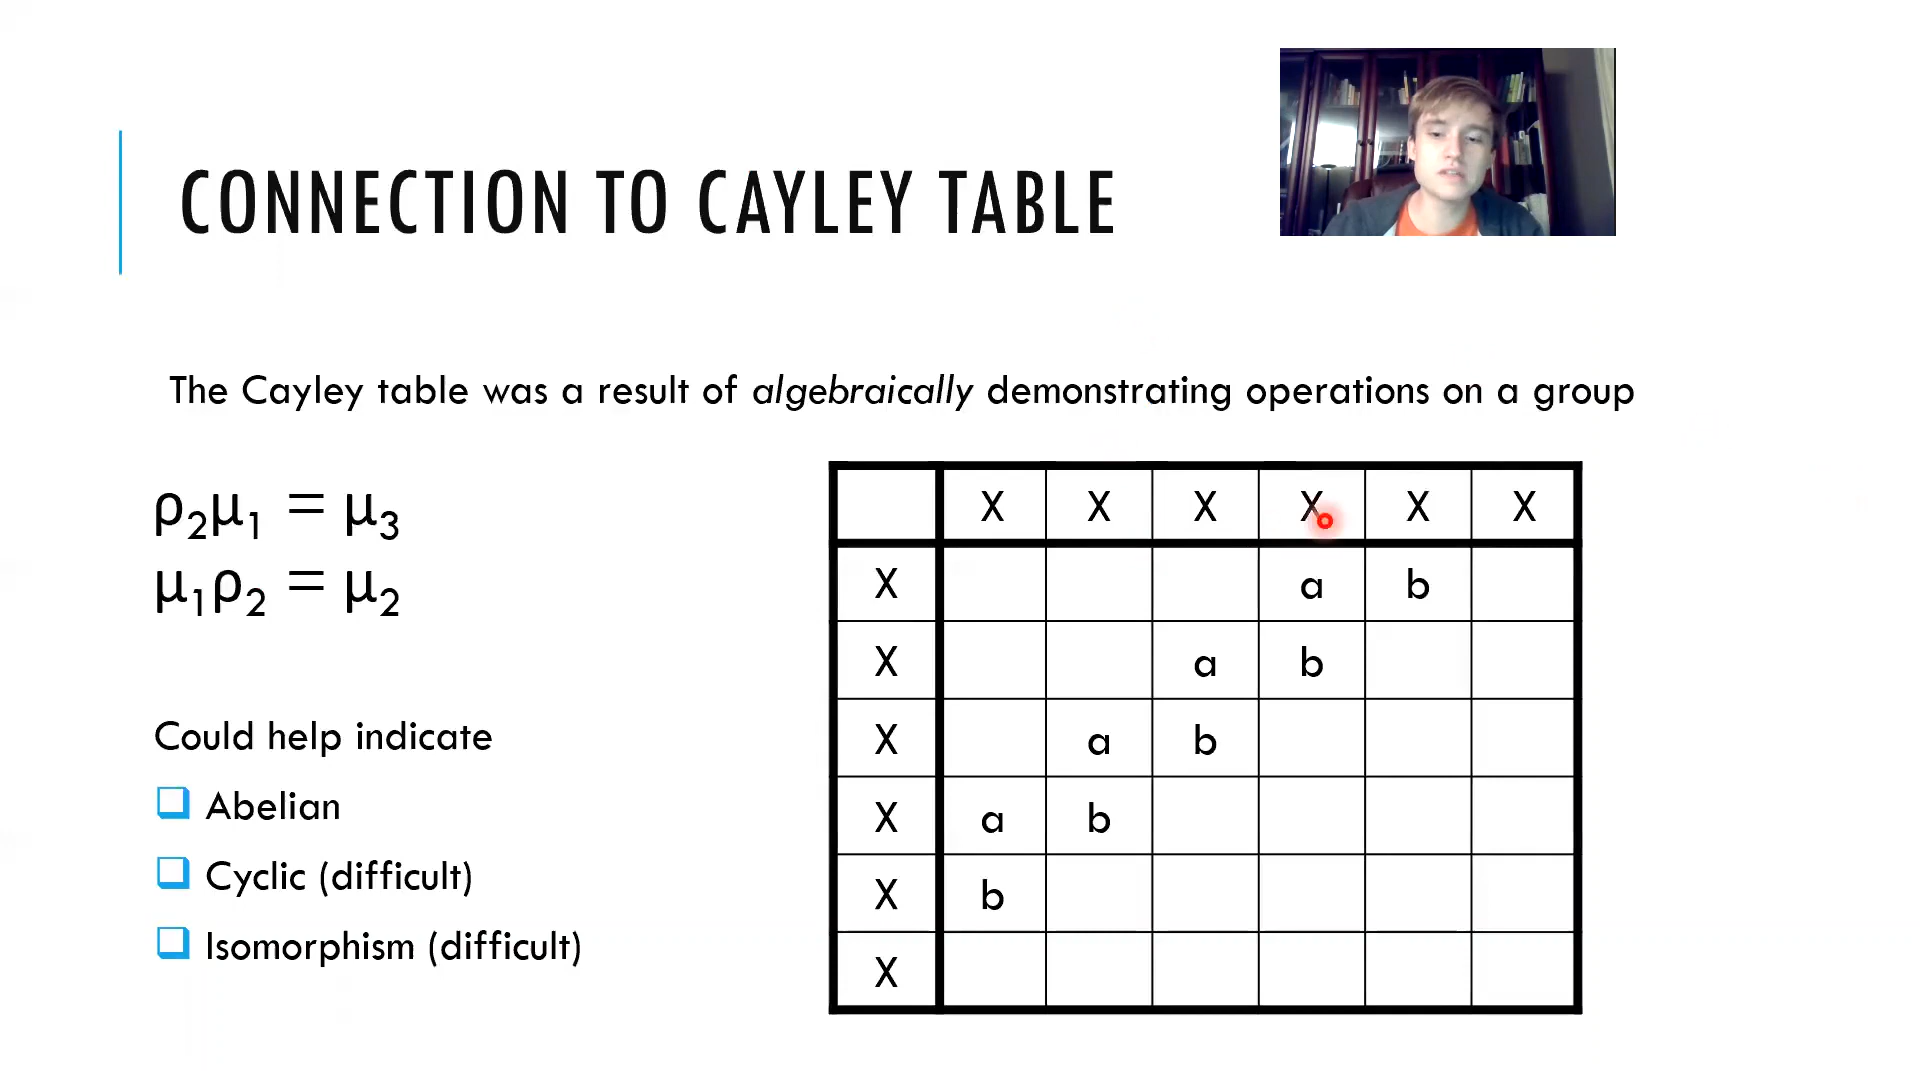 CONNECTION TO CAYLEY TABLE
The Cayley table was a result of algebraically demonstrating operations on a group
ρ₂μ₁ = μ₃
μ₁ρ₂ = μ₂
Could help indicate
Abelian
Cyclic (difficult)
Isomorphism (difficult)
X X X X X X
X a b
X a b
X a b
X a b
X b
X